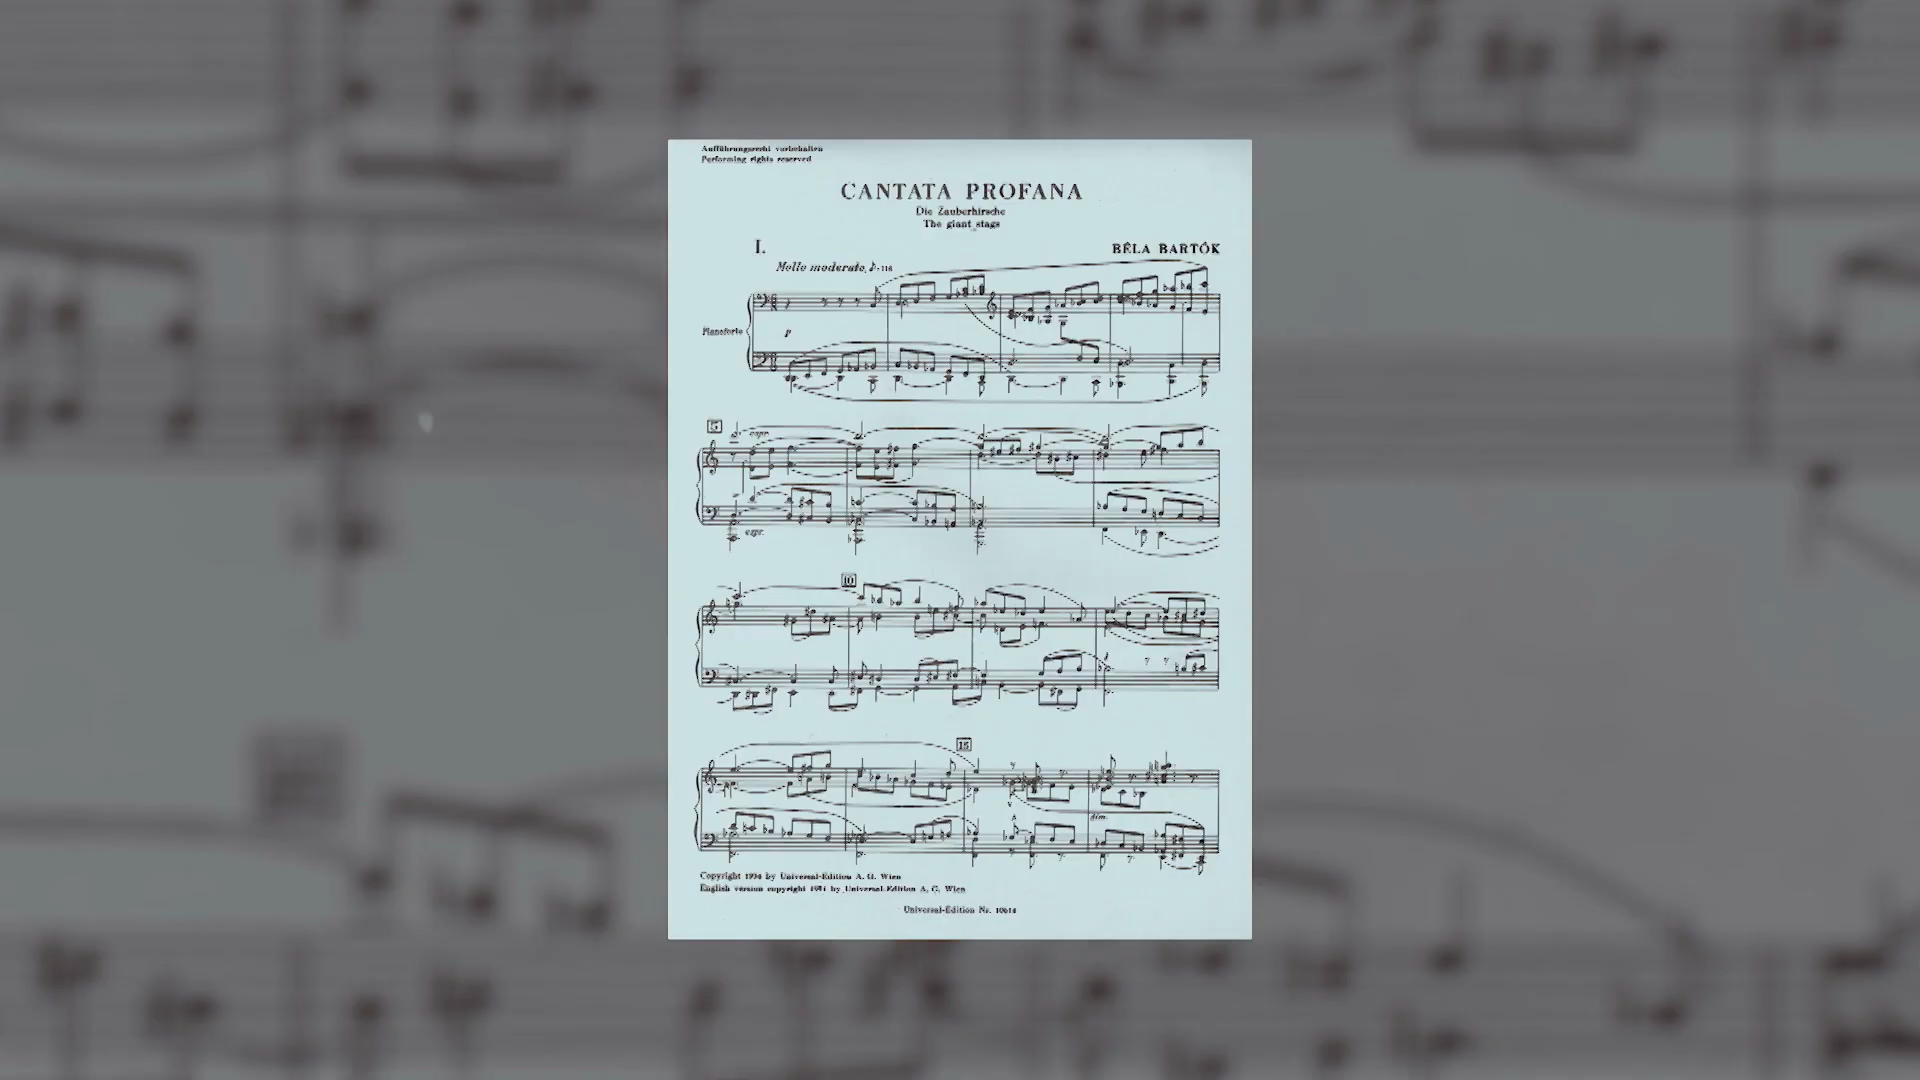 Aufführungsrecht vorbehalten
Performing rights reserved
CANTATA PROFANA
Die Zauberhirsche
The giant stags
I.
BÉLA BARTÓK
Molto moderato, ♪=116
Pianoforte
p
5
espr.
espr.
10
15
dim.
Copyright 1934 by Universal-Edition A. G. Wien
English version copyright by Universal-Edition A. G. Wien
Universal-Edition Nr. 10614